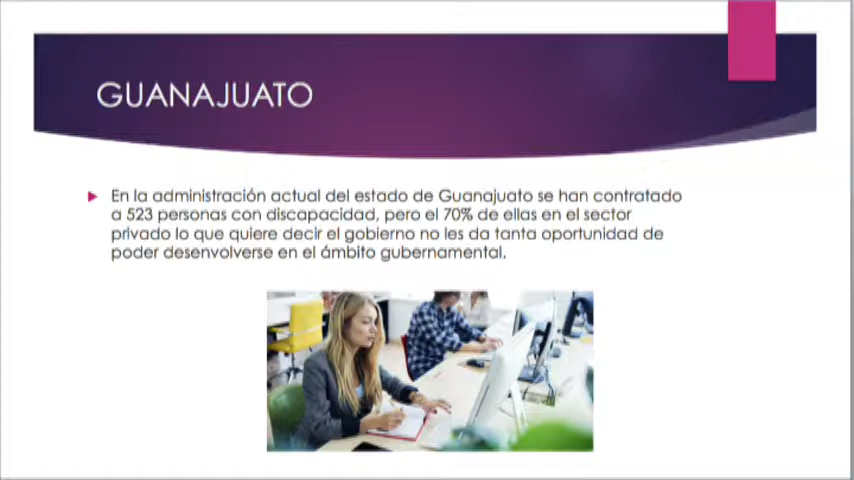 GUANAJUATO
En la administración actual del estado de Guanajuato se han contratado
a 523 personas con discapacidad, pero el 70% de ellas en el sector
privado lo que quiere decir el gobierno no les da tanta oportunidad de
poder desenvolverse en el ámbito gubernamental.